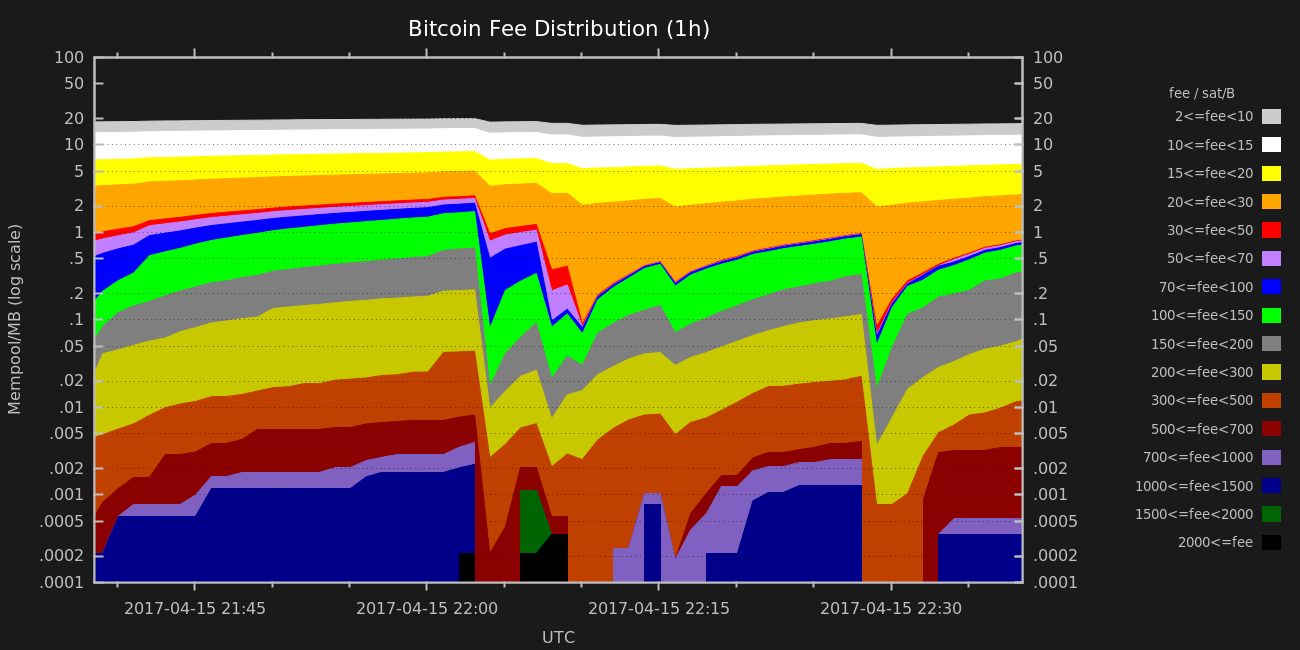 Bitcoin Fee Distribution (1h)
100 100
50 50
20 20
10 10
5 5
2 2
1 1
.5 .5
.2 .2
.1 .1
.05 .05
.02 .02
.01 .01
.005 .005
.002 .002
.001 .001
.0005 .0005
.0002 .0002
.0001 .0001
Mempool/MB (log scale)
2017-04-15 21:45 2017-04-15 22:00 2017-04-15 22:15 2017-04-15 22:30
UTC
fee / sat/B
2<=fee<10
10<=fee<15
15<=fee<20
20<=fee<30
30<=fee<50
50<=fee<70
70<=fee<100
100<=fee<150
150<=fee<200
200<=fee<300
300<=fee<500
500<=fee<700
700<=fee<1000
1000<=fee<1500
1500<=fee<2000
2000<=fee